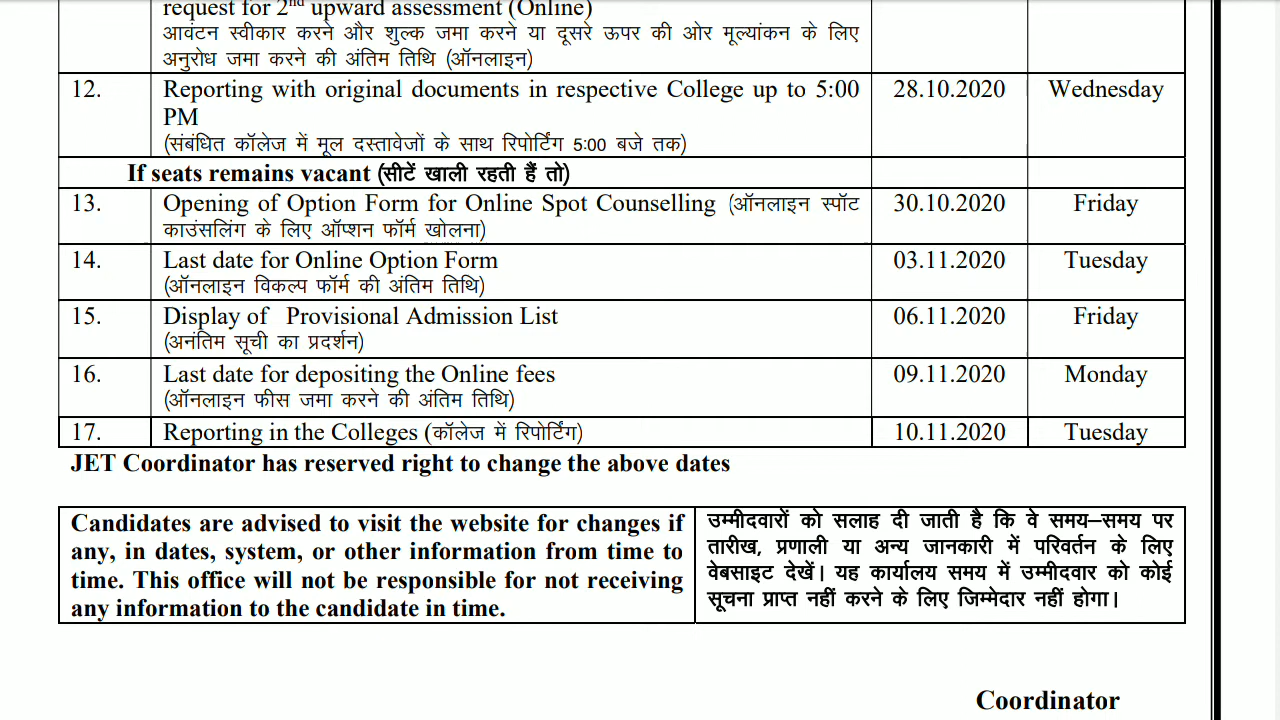 request for 2nd upward assessment (Online)
आवंटन स्वीकार करने और शुल्क जमा करने या दूसरे ऊपर की ओर मूल्यांकन के लिए
अनुरोध जमा करने की अंतिम तिथि (ऑनलाइन)
12. Reporting with original documents in respective College up to 5:00 28.10.2020 Wednesday
PM
(संबंधित कॉलेज में मूल दस्तावेजों के साथ रिपोर्टिंग 5:00 बजे तक)
If seats remains vacant (सीटें खाली रहती हैं तो)
13. Opening of Option Form for Online Spot Counselling (ऑनलाइन स्पॉट 30.10.2020 Friday
काउंसलिंग के लिए ऑप्शन फॉर्म खोलना)
14. Last date for Online Option Form 03.11.2020 Tuesday
(ऑनलाइन विकल्प फॉर्म की अंतिम तिथि)
15. Display of Provisional Admission List 06.11.2020 Friday
(अनंतिम सूची का प्रदर्शन)
16. Last date for depositing the Online fees 09.11.2020 Monday
(ऑनलाइन फीस जमा करने की अंतिम तिथि)
17. Reporting in the Colleges (कॉलेज में रिपोर्टिंग) 10.11.2020 Tuesday
JET Coordinator has reserved right to change the above dates
Candidates are advised to visit the website for changes if
any, in dates, system, or other information from time to
time. This office will not be responsible for not receiving
any information to the candidate in time.
उम्मीदवारों को सलाह दी जाती है कि वे समय–समय पर
तारीख, प्रणाली या अन्य जानकारी में परिवर्तन के लिए
वेबसाइट देखें। यह कार्यालय समय में उम्मीदवार को कोई
सूचना प्राप्त नहीं करने के लिए जिम्मेदार नहीं होगा।
Coordinator